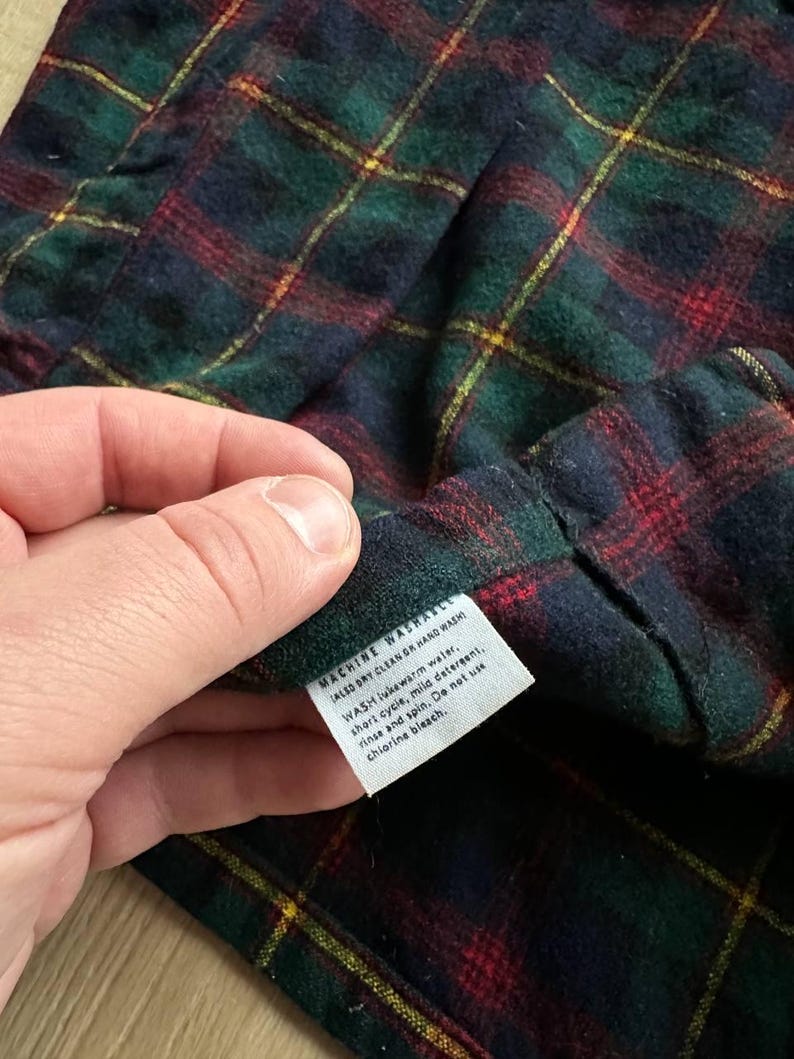 MACHINE WASHABLE
(ALSO DRY CLEAN OR HAND WASH)
WASH lukewarm water,
short cycle, mild detergent,
rinse and spin. Do not use
chlorine bleach.